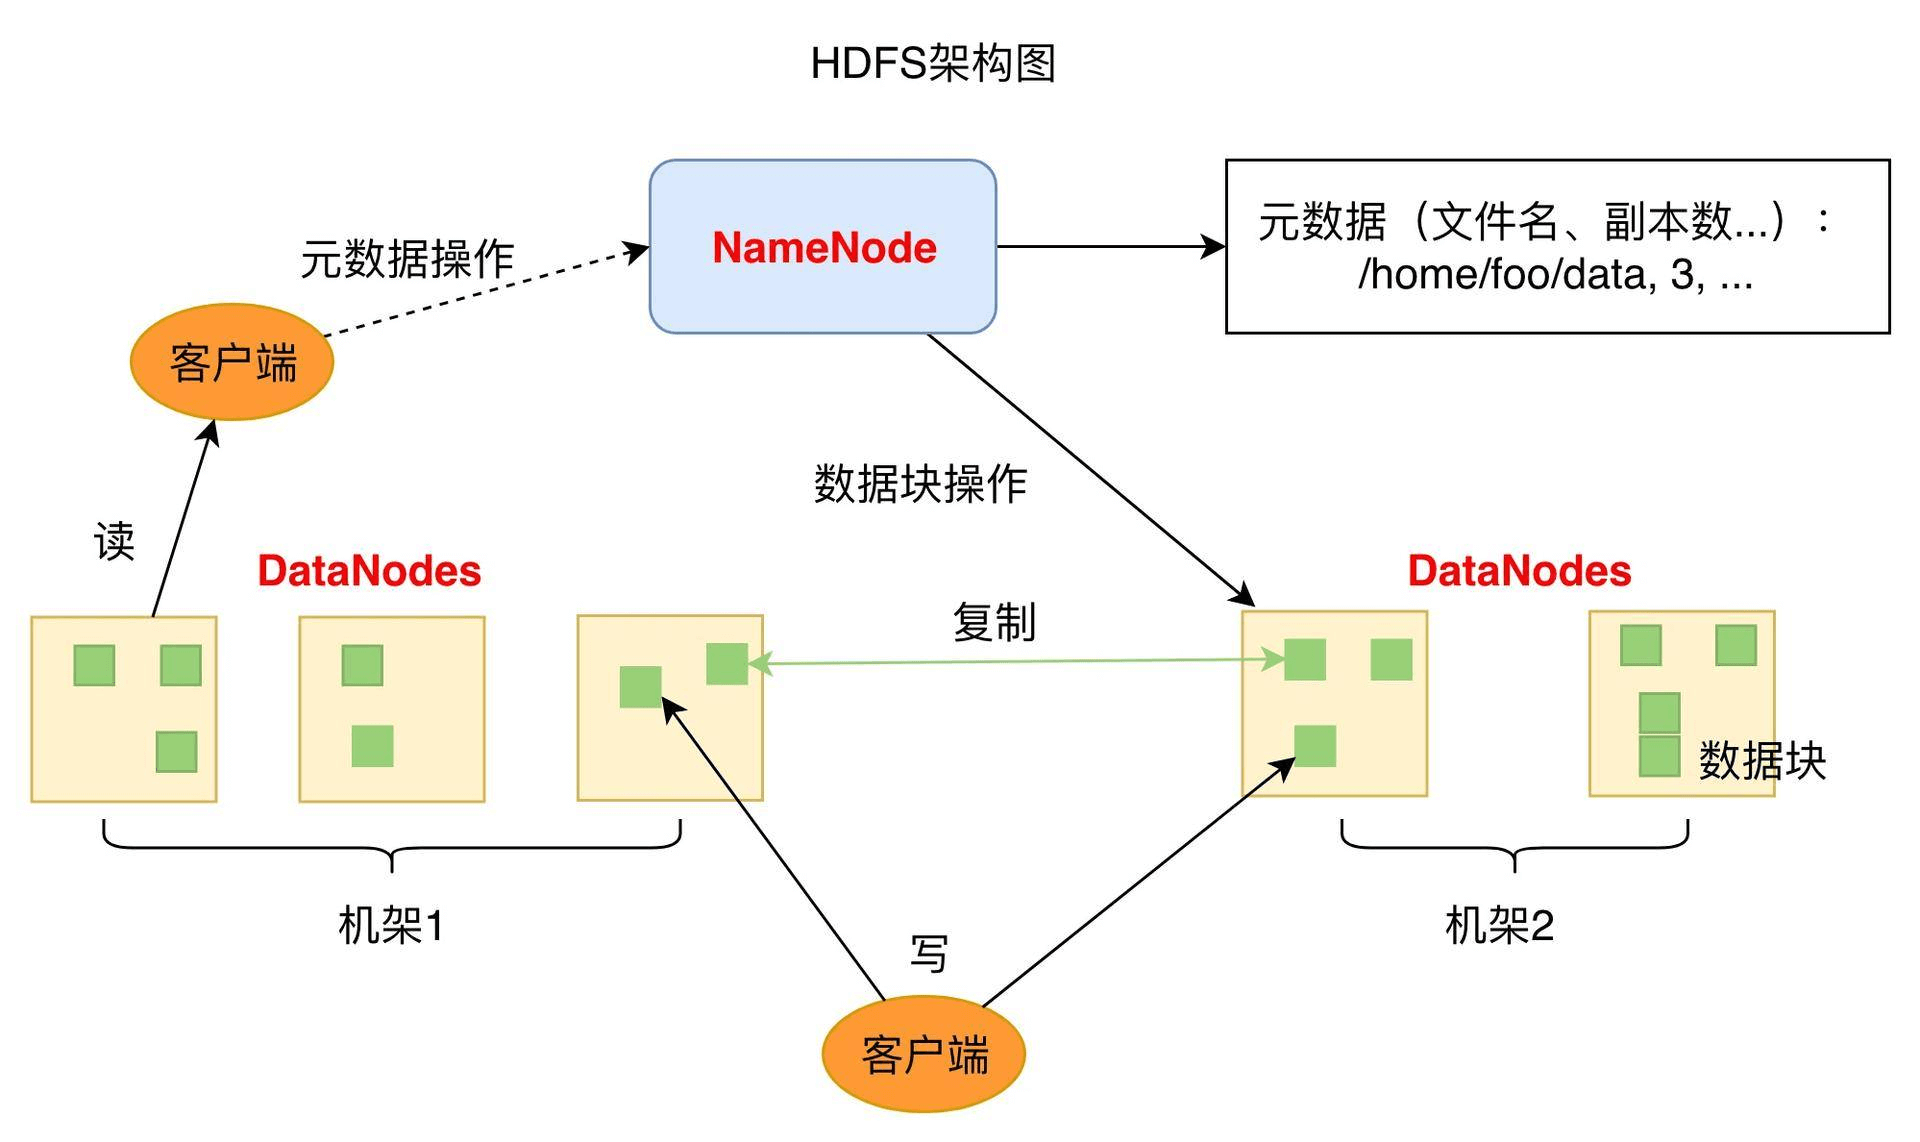 HDFS架构图
元数据（文件名、副本数...）：
/home/foo/data, 3, ...
NameNode
元数据操作
客户端
数据块操作
读
DataNodes
DataNodes
复制
数据块
机架1
机架2
写
客户端